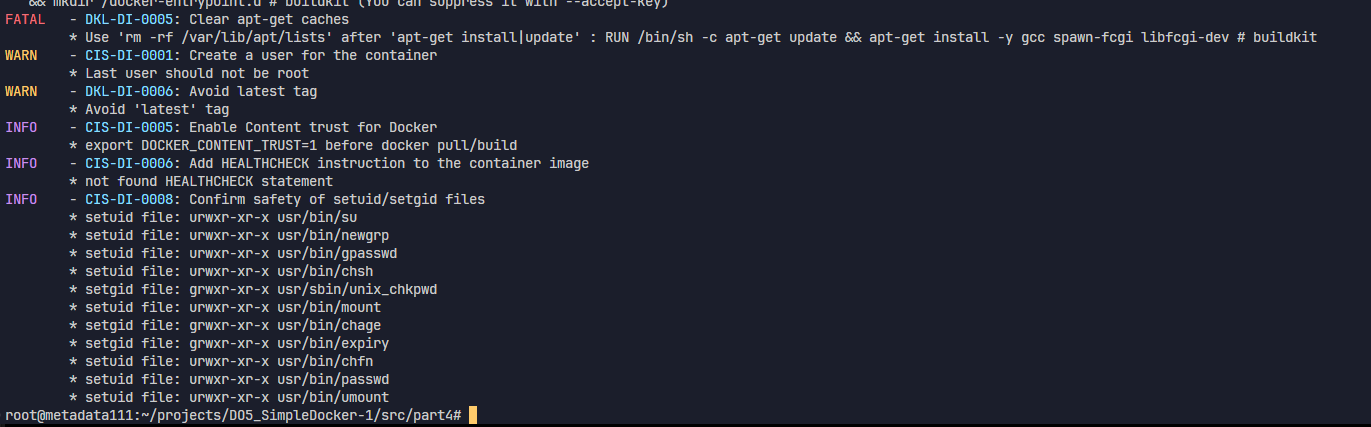 && mkdir /docker-entrypoint.d # buildkit (You can suppress it with --accept-key)
FATAL - DKL-DI-0005: Clear apt-get caches
* Use 'rm -rf /var/lib/apt/lists' after 'apt-get install|update' : RUN /bin/sh -c apt-get update && apt-get install -y gcc spawn-fcgi libfcgi-dev # buildkit
WARN - CIS-DI-0001: Create a user for the container
* Last user should not be root
WARN - DKL-DI-0006: Avoid latest tag
* Avoid 'latest' tag
INFO - CIS-DI-0005: Enable Content trust for Docker
* export DOCKER_CONTENT_TRUST=1 before docker pull/build
INFO - CIS-DI-0006: Add HEALTHCHECK instruction to the container image
* not found HEALTHCHECK statement
INFO - CIS-DI-0008: Confirm safety of setuid/setgid files
* setuid file: urwxr-xr-x usr/bin/su
* setuid file: urwxr-xr-x usr/bin/newgrp
* setuid file: urwxr-xr-x usr/bin/gpasswd
* setuid file: urwxr-xr-x usr/bin/chsh
* setgid file: grwxr-xr-x usr/sbin/unix_chkpwd
* setuid file: urwxr-xr-x usr/bin/mount
* setgid file: grwxr-xr-x usr/bin/chage
* setgid file: grwxr-xr-x usr/bin/expiry
* setuid file: urwxr-xr-x usr/bin/chfn
* setuid file: urwxr-xr-x usr/bin/passwd
* setuid file: urwxr-xr-x usr/bin/umount
root@metadata111:~/projects/DO5_SimpleDocker-1/src/part4#